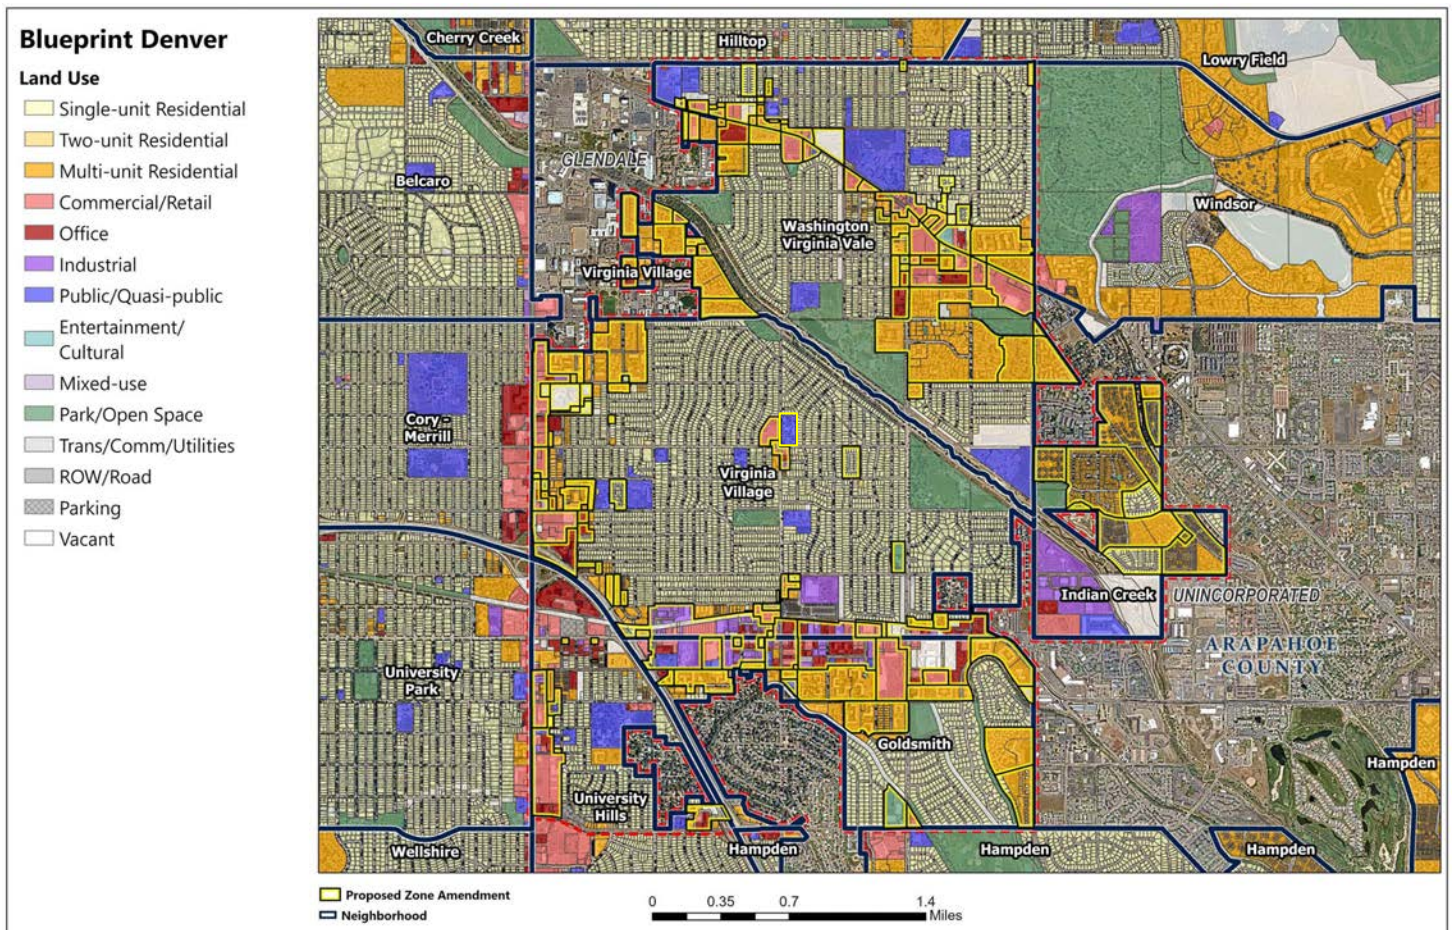 Blueprint Denver
Land Use
Single-unit Residential
Two-unit Residential
Multi-unit Residential
Commercial/Retail
Office
Industrial
Public/Quasi-public
Entertainment/
Cultural
Mixed-use
Park/Open Space
Trans/Comm/Utilities
ROW/Road
Parking
Vacant
Cherry Creek
Hilltop
Lowry Field
GLENDALE
Belcaro
Windsor
Washington
Virginia Vale
Virginia Village
Cory -
Merrill
Virginia
Village
Indian Creek
UNINCORPORATED
ARAPAHOE
COUNTY
University
Park
Goldsmith
Hampden
University
Hills
Wellshire
Hampden
Hampden
Hampden
Proposed Zone Amendment
Neighborhood
0 0.35 0.7 1.4
Miles